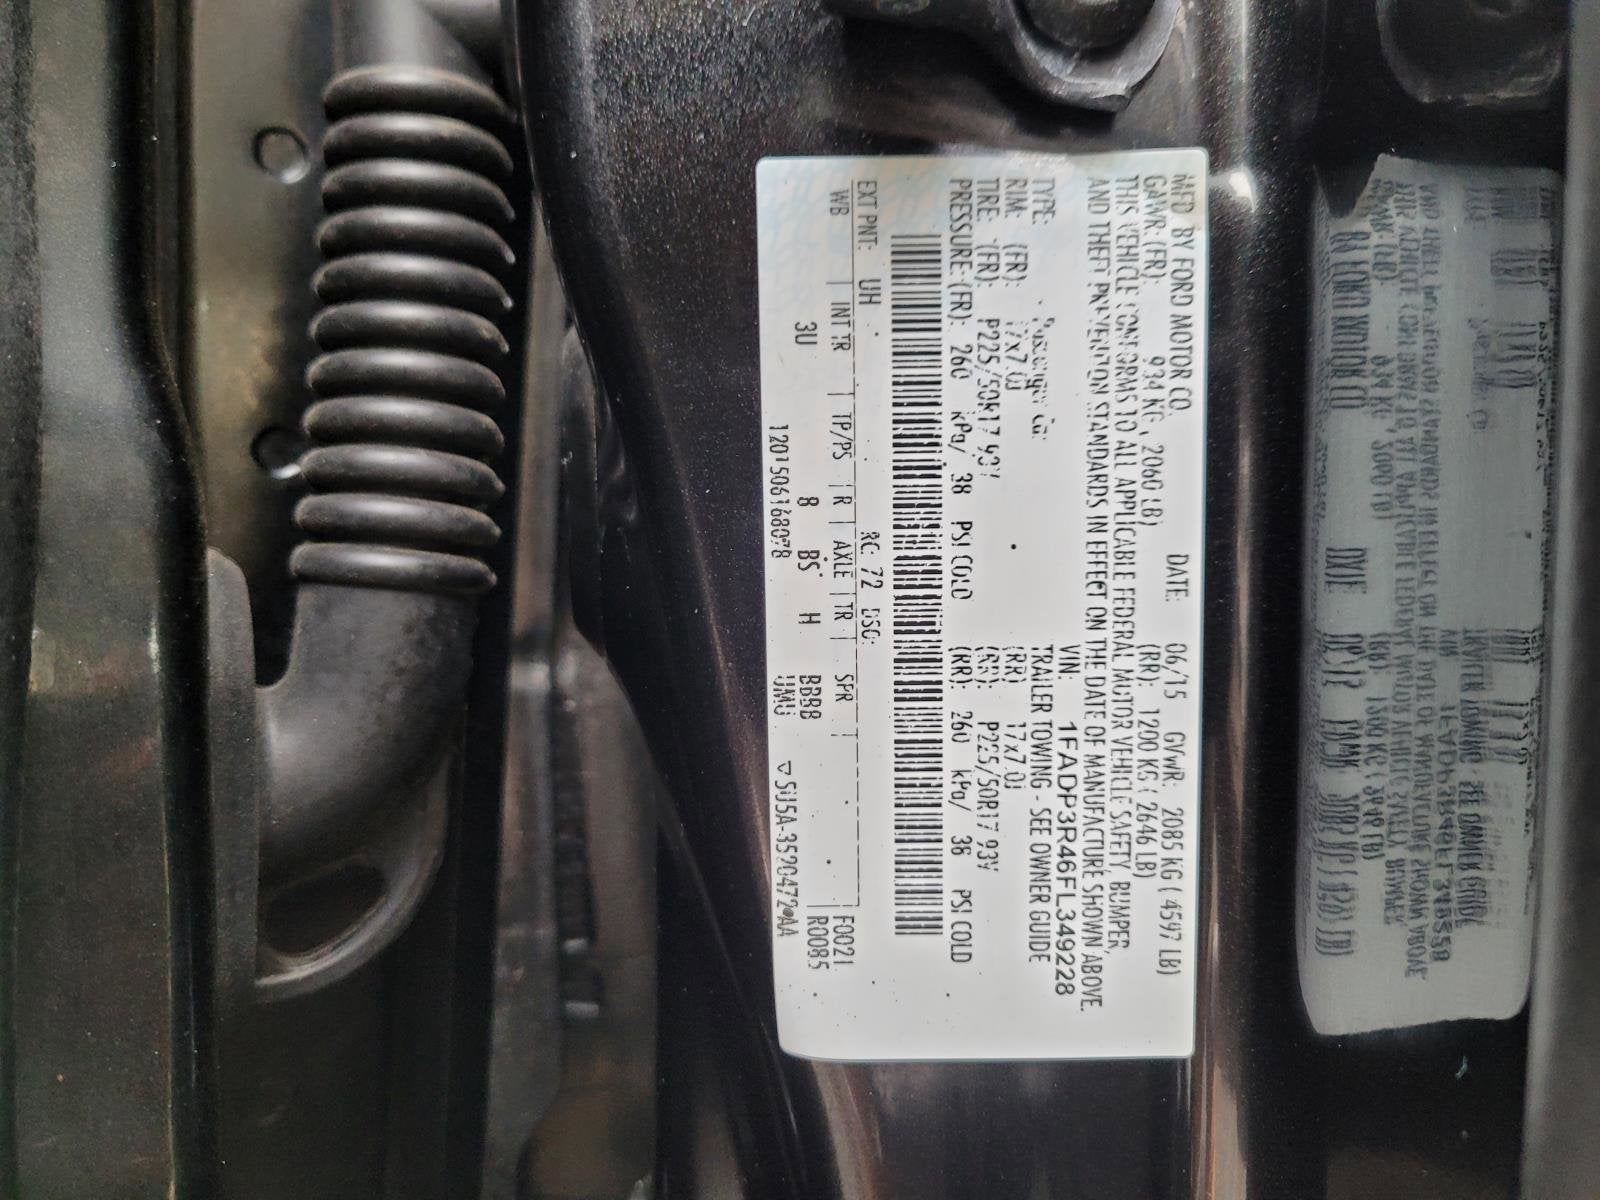 MFD BY FORD MOTOR CO. DATE: 06/15 GVWR: 2085 KG ( 4597 LB)
GAWR: (FR): 934 KG , 2060 LB) (RR): 1200 KG ( 2646 LB)
THIS VEHICLE CONFORMS TO ALL APPLICABLE FEDERAL MOTOR VEHICLE SAFETY, BUMPER,
AND THEFT PREVENTION STANDARDS IN EFFECT ON THE DATE OF MANUFACTURE SHOWN ABOVE.
VIN: 1FADP3R46FL349228
TYPE: Passenger Car TRAILER TOWING - SEE OWNER GUIDE
RIM: (FR): 17x7.0J (RR): 17x7.0J
TIRE: (FR): P225/50R17 93V (RR): P225/50R17 93V
PRESSURE: (FR): 260 kPa/ 38 PSI COLD (RR): 260 kPa/ 38 PSI COLD
EXT PNT: UH RC: 72 DSO: F0021
WB INT TR TP/PS R AXLE TR SPR R0085
3U 8 BS H BBBB
UMU
▽5U5A-3520472-AA